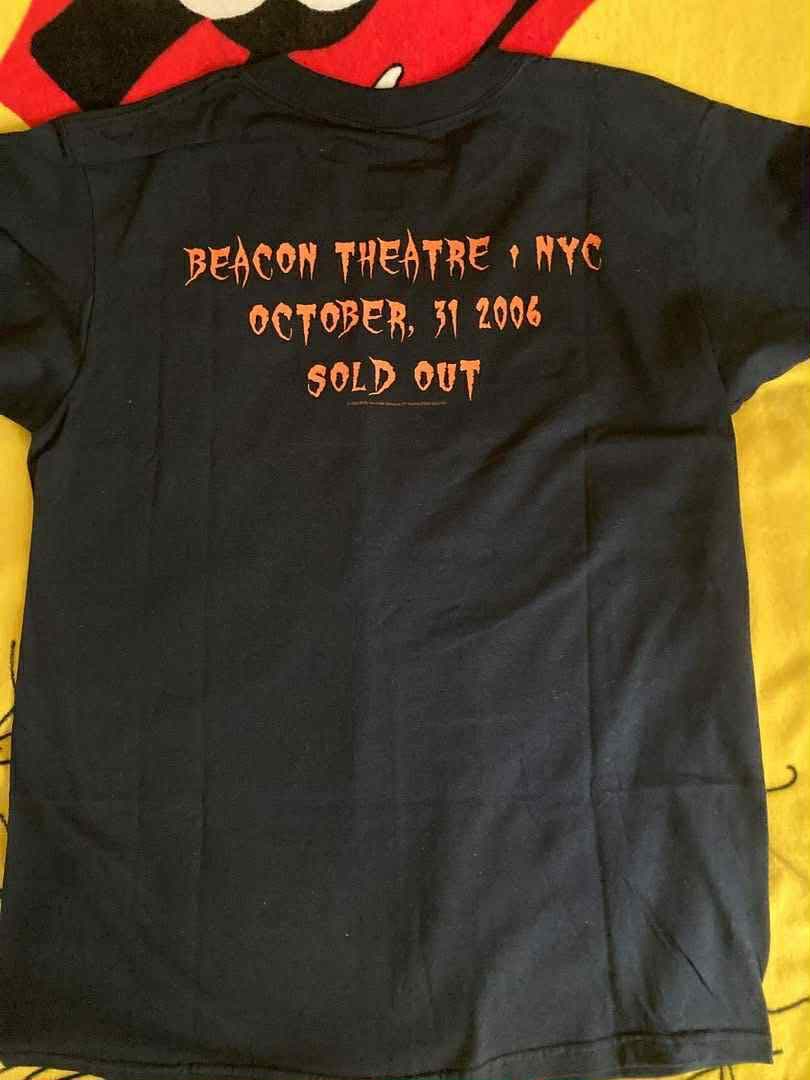 BEACON THEATRE • NYC
OCTOBER, 31 2006
SOLD OUT